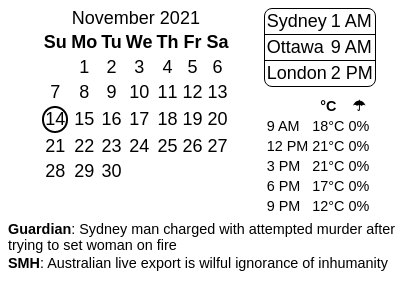 November 2021
Su Mo Tu We Th Fr Sa
1 2 3 4 5 6
7 8 9 10 11 12 13
14 15 16 17 18 19 20
21 22 23 24 25 26 27
28 29 30
Sydney 1 AM
Ottawa 9 AM
London 2 PM
°C ☂
9 AM 18°C 0%
12 PM 21°C 0%
3 PM 21°C 0%
6 PM 17°C 0%
9 PM 12°C 0%
Guardian: Sydney man charged with attempted murder after
trying to set woman on fire
SMH: Australian live export is wilful ignorance of inhumanity